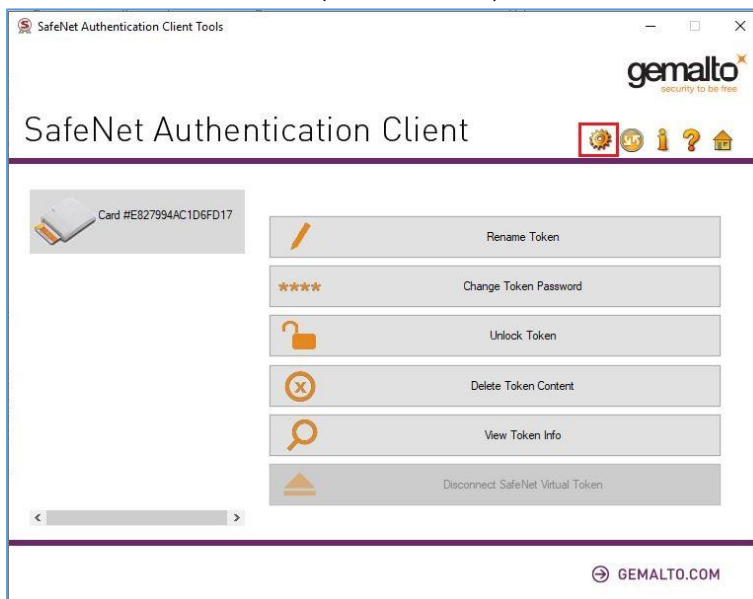 SafeNet Authentication Client Tools
gemalto
security to be free
SafeNet Authentication Client
Card #E827994AC1D6FD17
Rename Token
**** Change Token Password
Unlock Token
Delete Token Content
View Token Info
Disconnect SafeNet Virtual Token
GEMALTO.COM